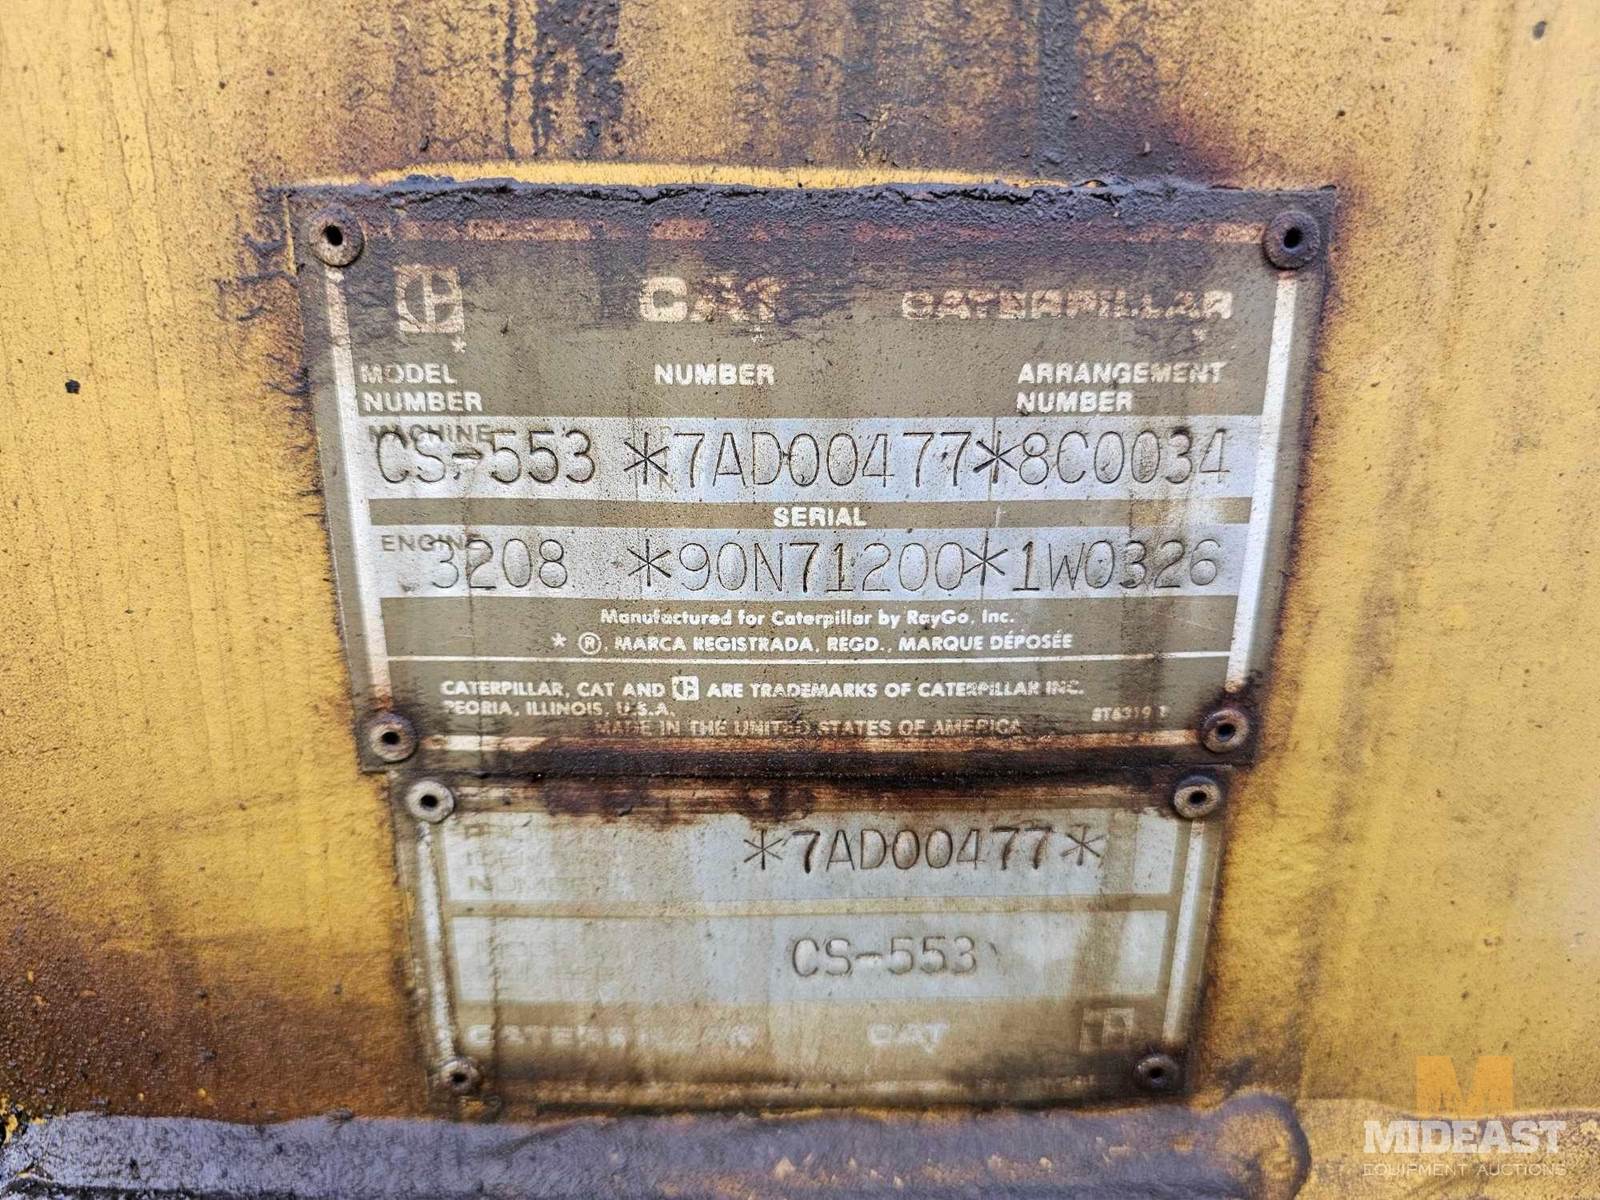 CAT CATERPILLAR
*
MODEL NUMBER
NUMBER
ARRANGEMENT NUMBER
MACHINE
CS-553 *7AD00477*8C0034
SERIAL
ENGINE
3208 *90N71200*1W0326
Manufactured for Caterpillar by RayGo, Inc.
* ®, MARCA REGISTRADA, REGD., MARQUE DÉPOSÉE
CATERPILLAR, CAT AND ARE TRADEMARKS OF CATERPILLAR INC.
PEORIA, ILLINOIS, U.S.A.
MADE IN THE UNITED STATES OF AMERICA
NUMBER
*7AD00477*
CS-553
CATERPILLAR CAT
MIDEAST
EQUIPMENT AUCTIONS